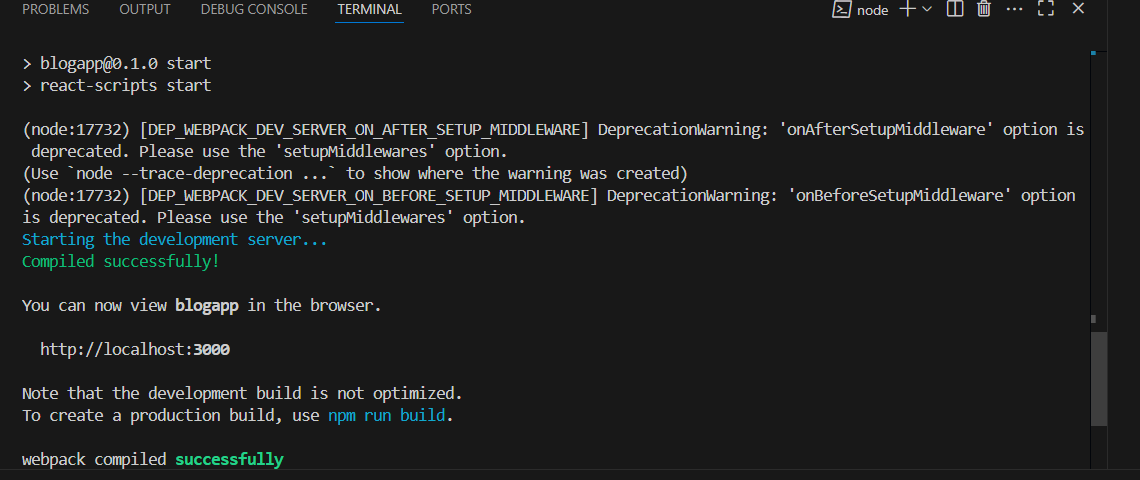 PROBLEMS OUTPUT DEBUG CONSOLE TERMINAL PORTS node
> blogapp@0.1.0 start
> react-scripts start
(node:17732) [DEP_WEBPACK_DEV_SERVER_ON_AFTER_SETUP_MIDDLEWARE] DeprecationWarning: 'onAfterSetupMiddleware' option is
deprecated. Please use the 'setupMiddlewares' option.
(Use `node --trace-deprecation ...` to show where the warning was created)
(node:17732) [DEP_WEBPACK_DEV_SERVER_ON_BEFORE_SETUP_MIDDLEWARE] DeprecationWarning: 'onBeforeSetupMiddleware' option
is deprecated. Please use the 'setupMiddlewares' option.
Starting the development server...
Compiled successfully!
You can now view blogapp in the browser.
http://localhost:3000
Note that the development build is not optimized.
To create a production build, use npm run build.
webpack compiled successfully